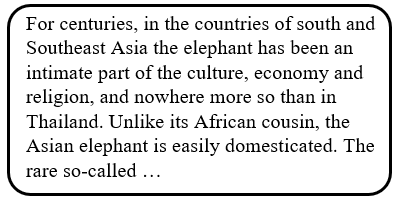 For centuries, in the countries of south and
Southeast Asia the elephant has been an
intimate part of the culture, economy and
religion, and nowhere more so than in
Thailand. Unlike its African cousin, the
Asian elephant is easily domesticated. The
rare so-called …